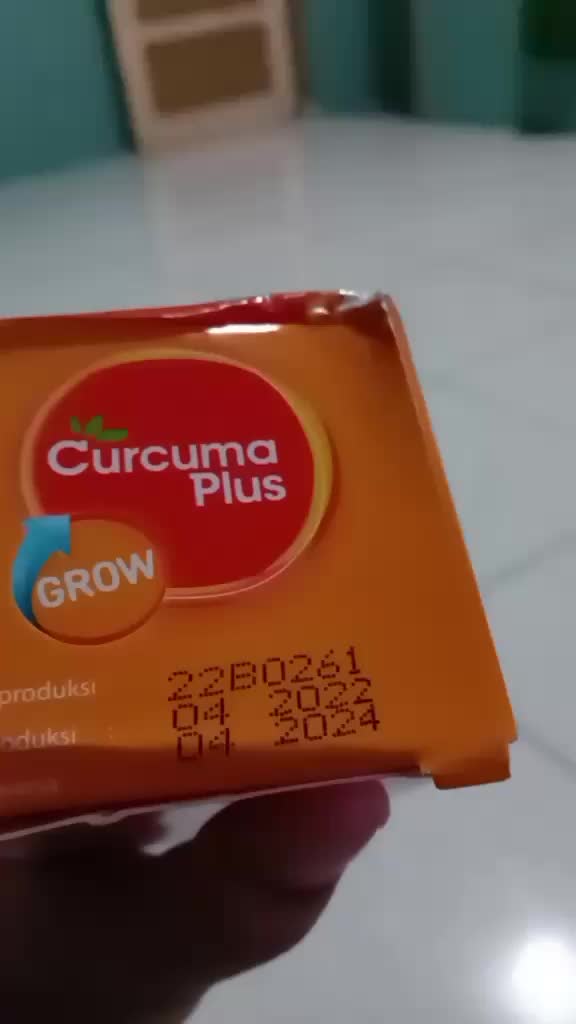 Curcuma
Plus
GROW
produksi 22B0261
oduksi : 04 2022
04 2024